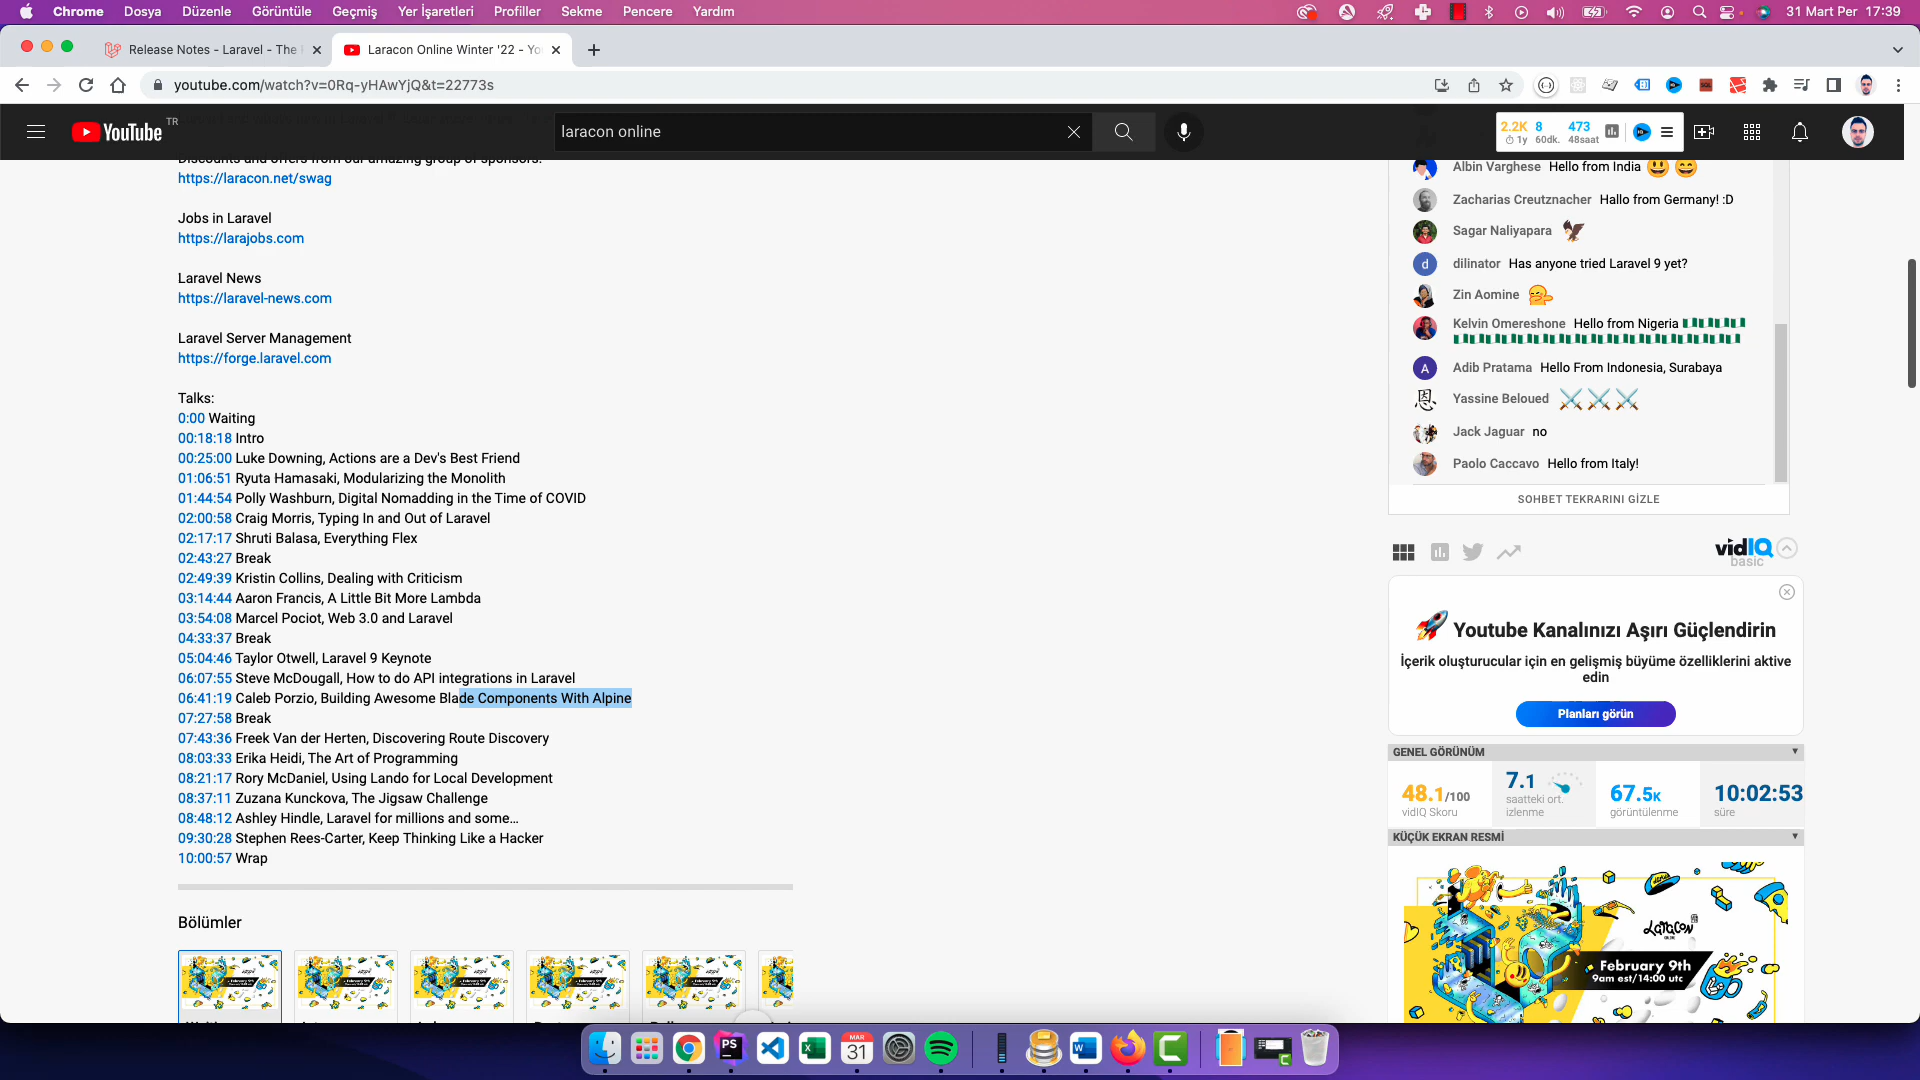 Chrome Dosya Düzenle Görüntüle Geçmiş Yer İşaretleri Profiller Sekme Pencere Yardım 31 Mart Per 17:39
Release Notes - Laravel - The Laracon Online Winter '22 - Yo
youtube.com/watch?v=0Rq-yHAwYjQ&t=22773s
YouTube TR
laracon online
2.2K 8 473
1y 60dk. 48saat
Discounts and offers from our amazing group of sponsors.
https://laracon.net/swag
Jobs in Laravel
https://larajobs.com
Laravel News
https://laravel-news.com
Laravel Server Management
https://forge.laravel.com
Talks:
0:00 Waiting
00:18:18 Intro
00:25:00 Luke Downing, Actions are a Dev's Best Friend
01:06:51 Ryuta Hamasaki, Modularizing the Monolith
01:44:54 Polly Washburn, Digital Nomadding in the Time of COVID
02:00:58 Craig Morris, Typing In and Out of Laravel
02:17:17 Shruti Balasa, Everything Flex
02:43:27 Break
02:49:39 Kristin Collins, Dealing with Criticism
03:14:44 Aaron Francis, A Little Bit More Lambda
03:54:08 Marcel Pociot, Web 3.0 and Laravel
04:33:37 Break
05:04:46 Taylor Otwell, Laravel 9 Keynote
06:07:55 Steve McDougall, How to do API integrations in Laravel
06:41:19 Caleb Porzio, Building Awesome Blade Components With Alpine
07:27:58 Break
07:43:36 Freek Van der Herten, Discovering Route Discovery
08:03:33 Erika Heidi, The Art of Programming
08:21:17 Rory McDaniel, Using Lando for Local Development
08:37:11 Zuzana Kunckova, The Jigsaw Challenge
08:48:12 Ashley Hindle, Laravel for millions and some…
09:30:28 Stephen Rees-Carter, Keep Thinking Like a Hacker
10:00:57 Wrap
Bölümler
Albin Varghese Hello from India
Zacharias Creutznacher Hallo from Germany! :D
Sagar Naliyapara
d dilinator Has anyone tried Laravel 9 yet?
Zin Aomine
Kelvin Omereshone Hello from Nigeria
A Adib Pratama Hello From Indonesia, Surabaya
恩 Yassine Beloued
Jack Jaguar no
Paolo Caccavo Hello from Italy!
SOHBET TEKRARINI GİZLE
vidIQ
basic
Youtube Kanalınızı Aşırı Güçlendirin
İçerik oluşturucular için en gelişmiş büyüme özelliklerini aktive
edin
Planları görün
GENEL GÖRÜNÜM
48.1/100 7.1 67.5K 10:02:53
vidIQ Skoru saatteki ort. izlenme görüntülenme süre
KÜÇÜK EKRAN RESMİ
LARACON
ONLINE
February 9th
9am est/14:00 utc
PS
MAR
31